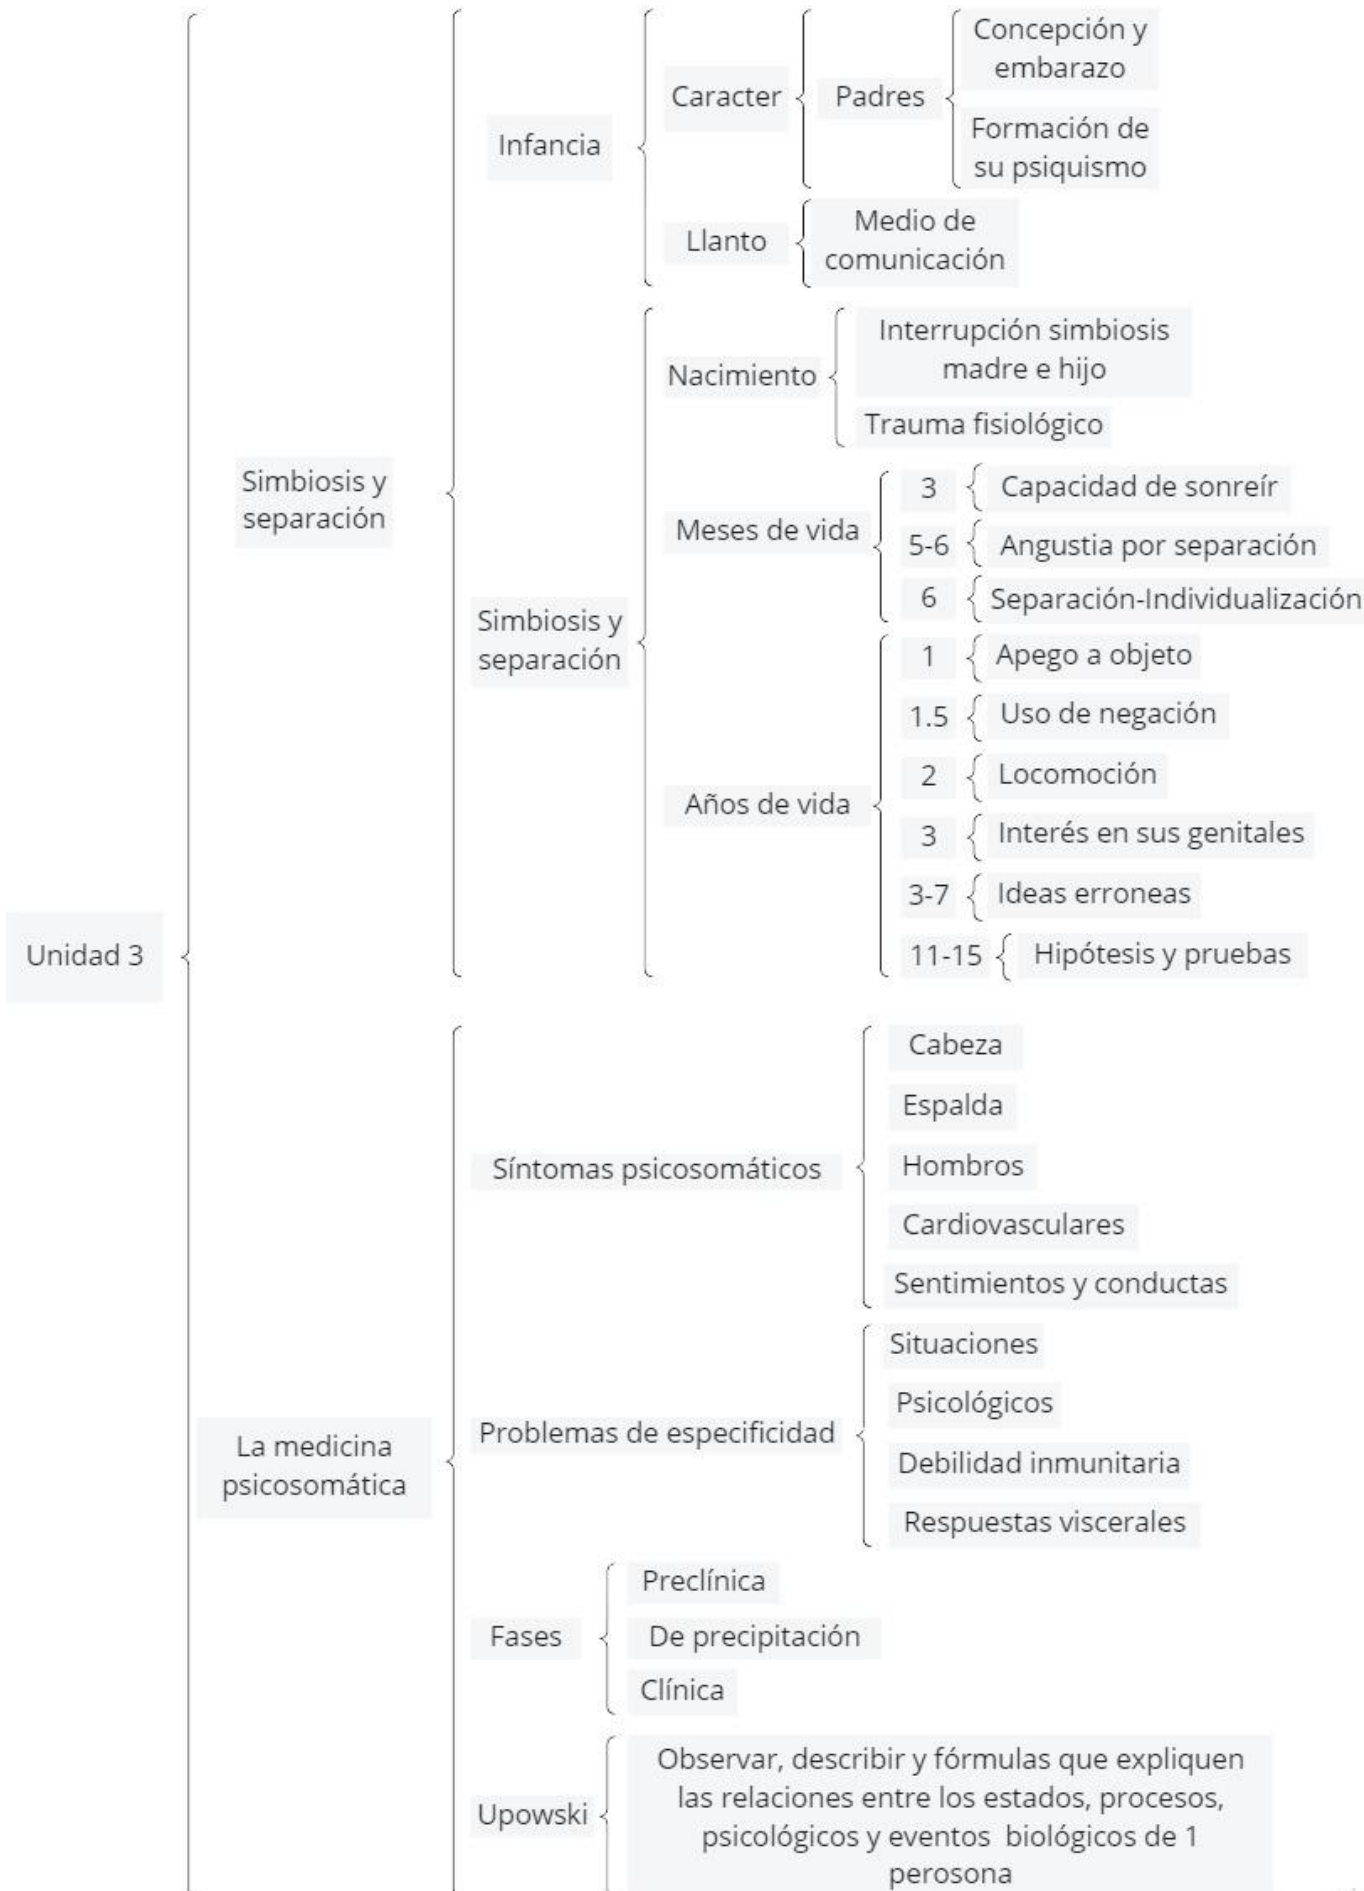 Unidad 3
Simbiosis y
separación
Infancia
Caracter
Padres
Concepción y
embarazo
Formación de
su psiquismo
Llanto
Medio de
comunicación
Simbiosis y
separación
Nacimiento
Interrupción simbiosis
madre e hijo
Trauma fisiológico
Meses de vida
3
Capacidad de sonreír
5-6
Angustia por separación
6
Separación-Individualización
Años de vida
1
Apego a objeto
1.5
Uso de negación
2
Locomoción
3
Interés en sus genitales
3-7
Ideas erroneas
11-15
Hipótesis y pruebas
La medicina
psicosomática
Síntomas psicosomáticos
Cabeza
Espalda
Hombros
Cardiovasculares
Sentimientos y conductas
Problemas de especificidad
Situaciones
Psicológicos
Debilidad inmunitaria
Respuestas viscerales
Fases
Preclínica
De precipitación
Clínica
Upowski
Observar, describir y fórmulas que expliquen
las relaciones entre los estados, procesos,
psicológicos y eventos biológicos de 1
perosona